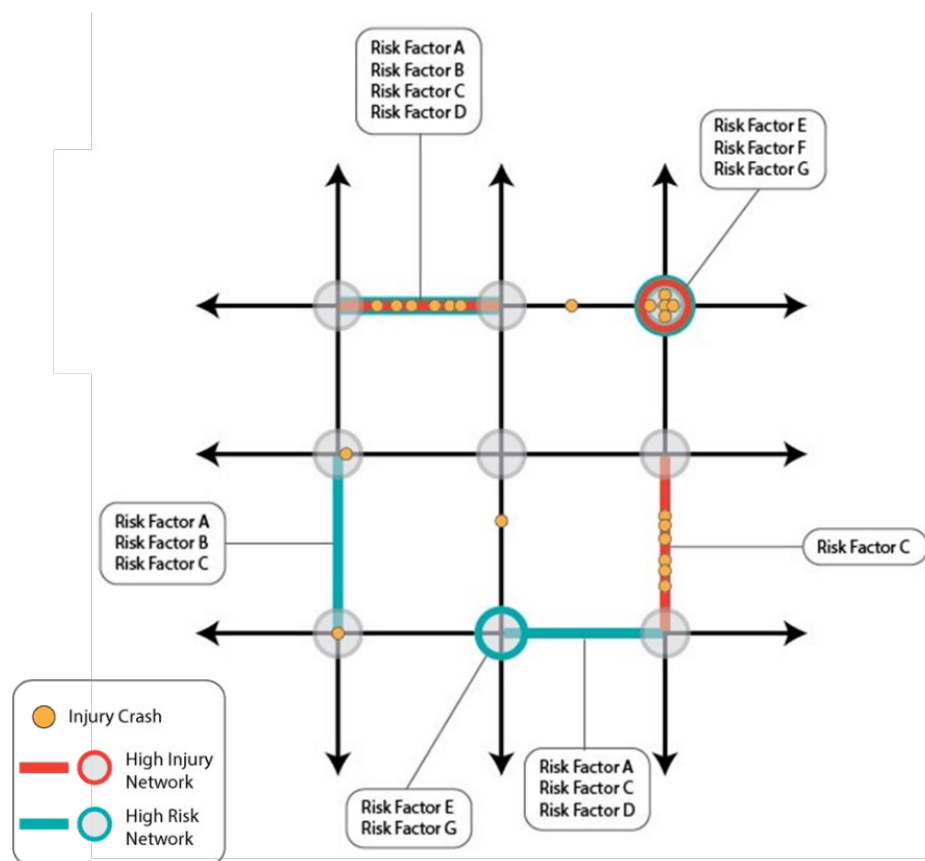 Risk Factor A
Risk Factor B
Risk Factor C
Risk Factor D
Risk Factor E
Risk Factor F
Risk Factor G
Risk Factor A
Risk Factor B
Risk Factor C
Risk Factor C
Risk Factor E
Risk Factor G
Risk Factor A
Risk Factor C
Risk Factor D
Injury Crash
High Injury
Network
High Risk
Network